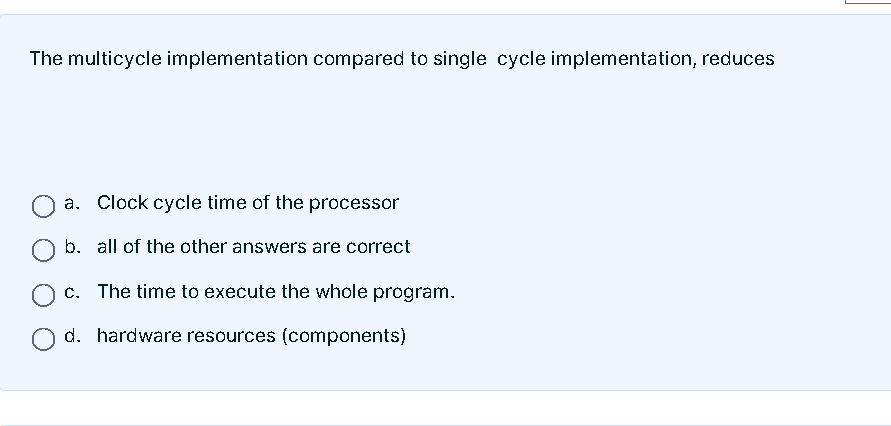 The multicycle implementation compared to single cycle implementation, reduces
a. Clock cycle time of the processor
b. all of the other answers are correct
c. The time to execute the whole program.
d. hardware resources (components)